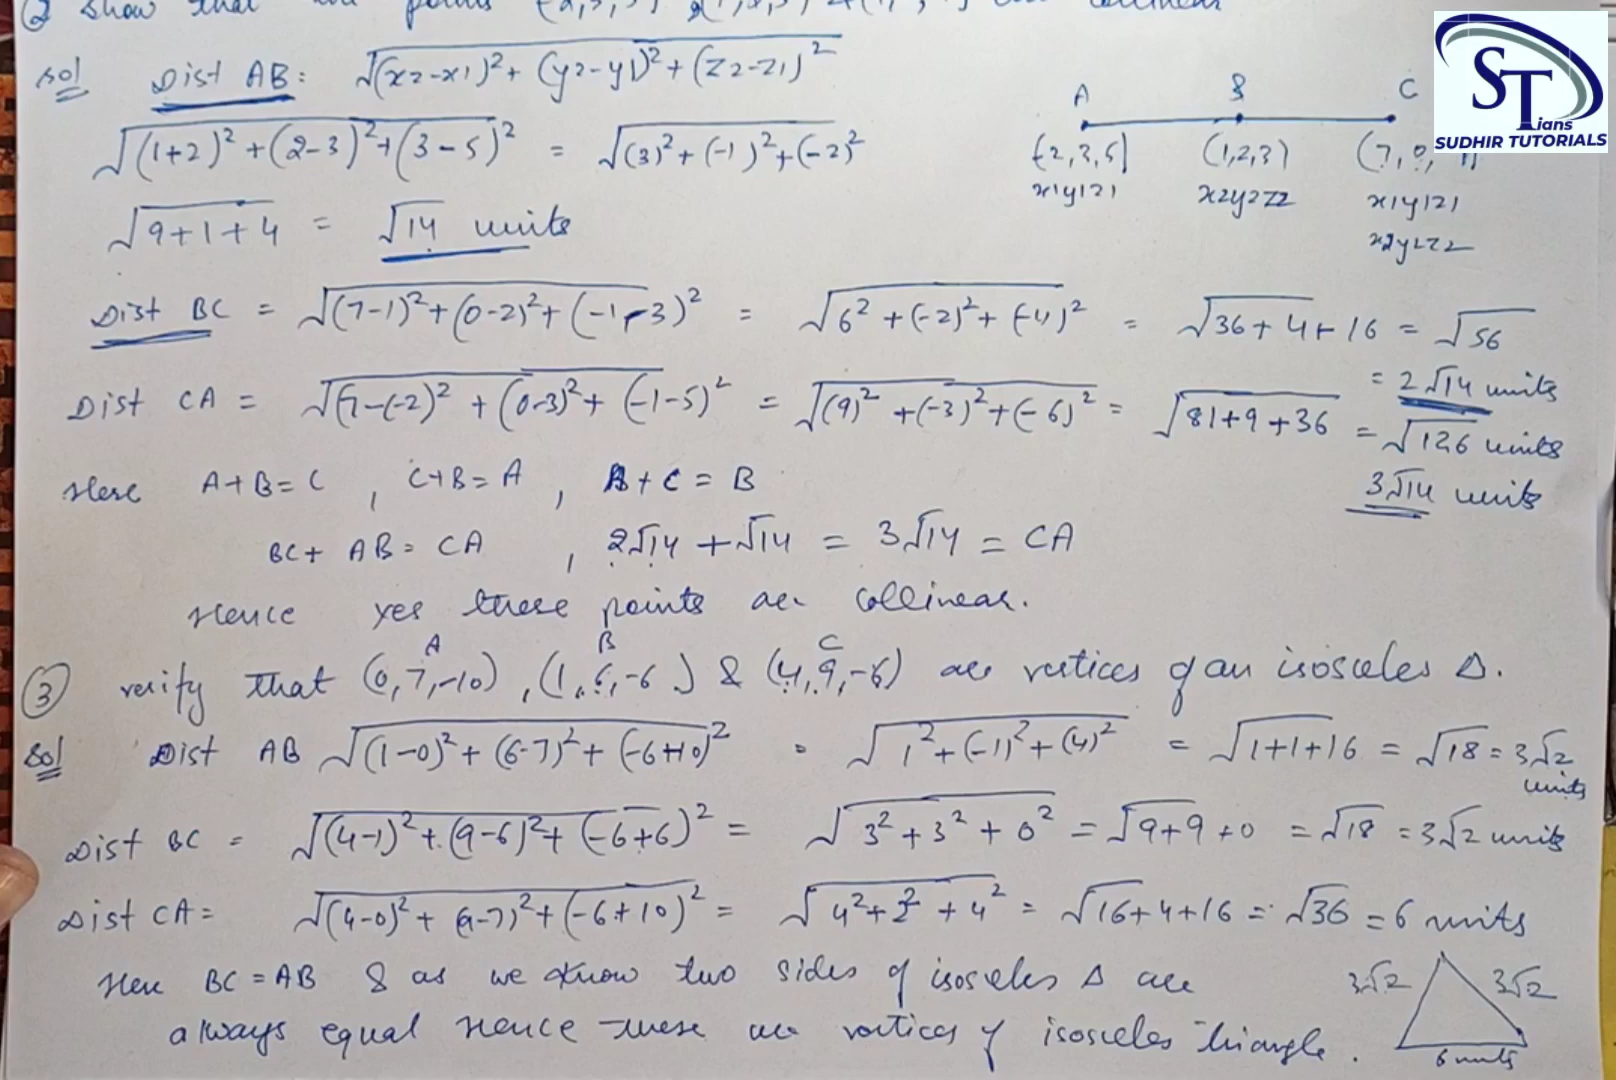 ② Show that
Sol Dist AB: √(x2-x1)²+(y2-y1)²+(z2-z1)²
√(1+2)²+(2-3)²+(3-5)² = √(3)²+(-1)²+(-2)²
√9+1+4 = √14 units
A B C
(-2,3,5) (1,2,3) (7,0,-1)
x1y1z1 x2y2z2 x1y1z1
x2y2z2
STians
SUDHIR TUTORIALS
Dist BC = √(7-1)²+(0-2)²+(-1-3)² = √6²+(-2)²+(-4)² = √36+4+16 = √56
= 2√14 units
Dist CA = √(7-(-2)²+(0-3)²+(-1-5)² = √(9)²+(-3)²+(-6)² = √81+9+36 = √126 units
3√14 units
Here A+B=C , C+B=A , A+C=B
BC+AB=CA , 2√14+√14 = 3√14 = CA
Hence yes these points are collinear.
A B C
③ verify that (0,7,-10), (1,6,-6) & (4,9,-6) are vertices of an isosceles Δ.
Sol Dist AB √(1-0)²+(6-7)²+(-6+10)² = √1²+(-1)²+(4)² = √1+1+16 = √18 = 3√2
units
Dist BC = √(4-1)²+(9-6)²+(-6+6)² = √3²+3²+0² = √9+9+0 = √18 = 3√2 units
Dist CA = √(4-0)²+(9-7)²+(-6+10)² = √4²+2²+4² = √16+4+16 = √36 = 6 units
Here BC=AB & as we know two sides of isosceles Δ are
always equal Hence these are vertices of isosceles triangle.
3√2 3√2
6 units